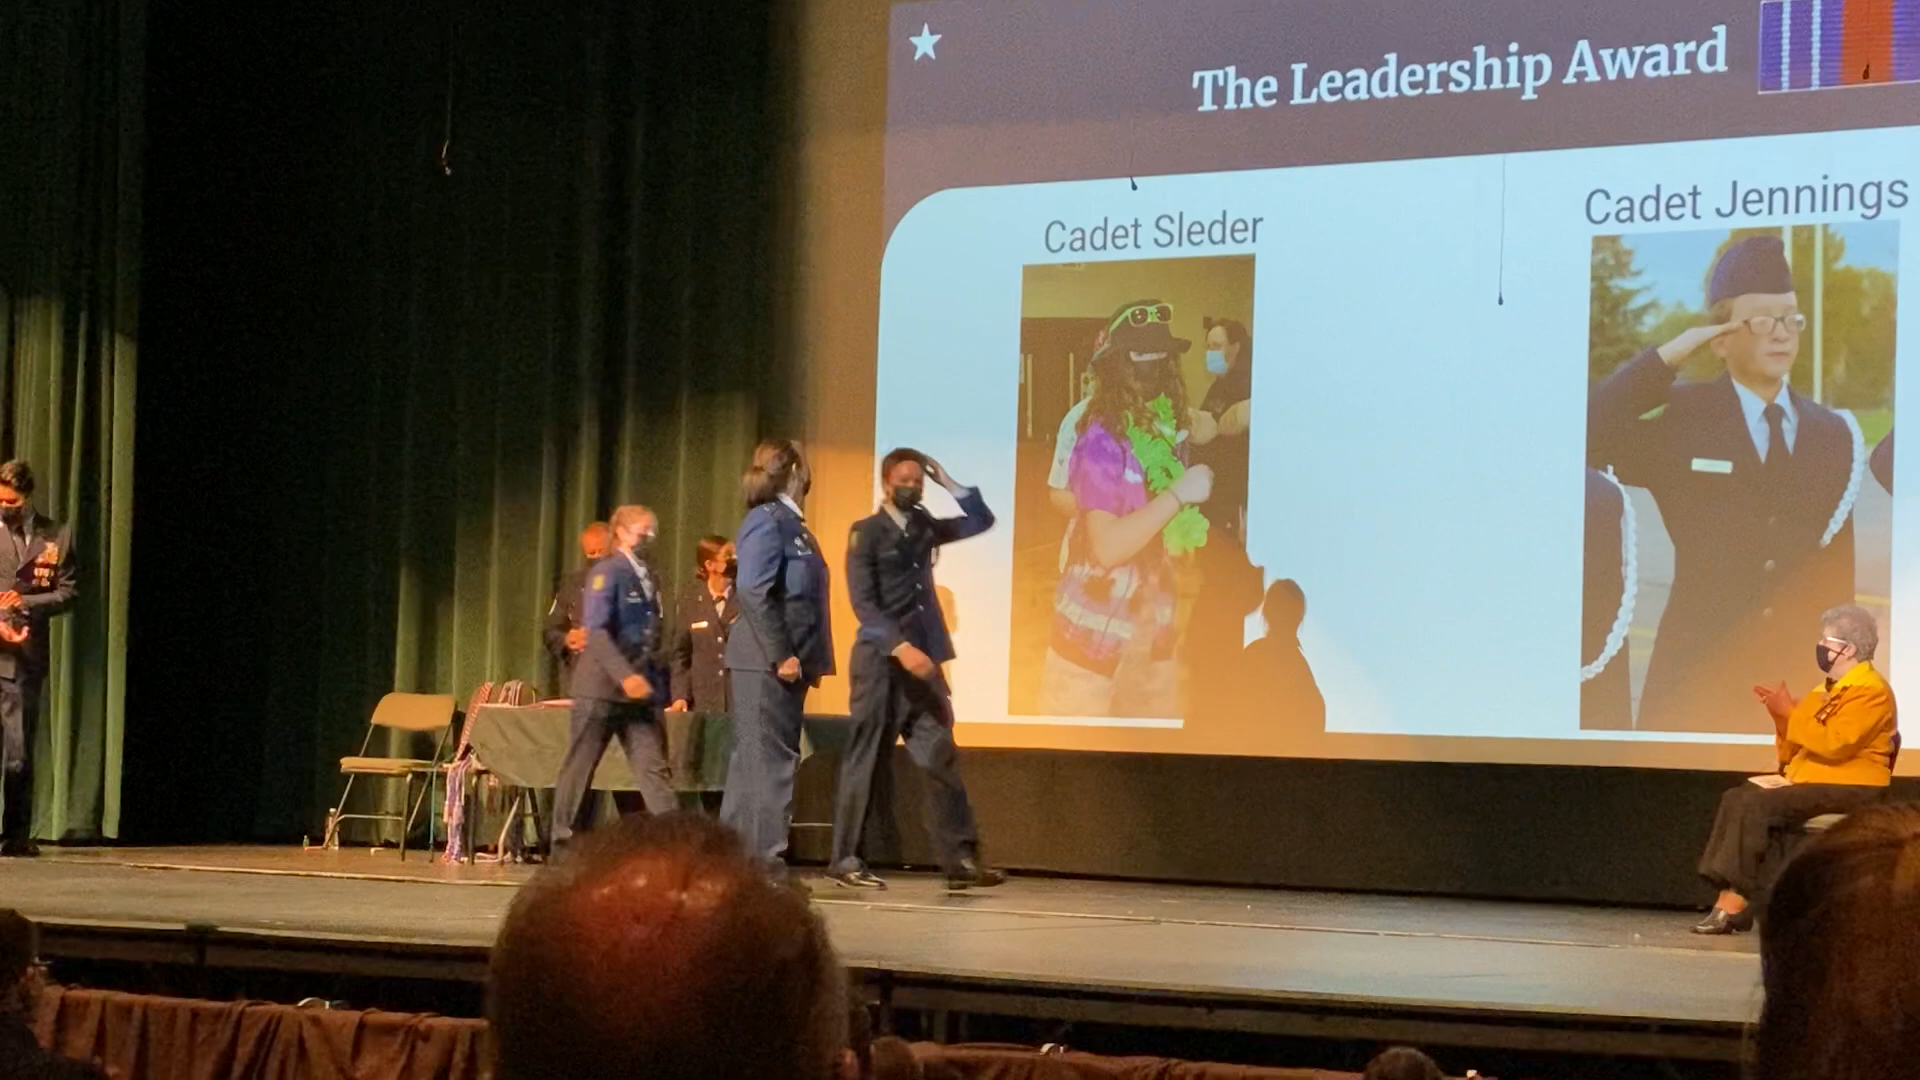 The Leadership Award
Cadet Sleder
Cadet Jennings